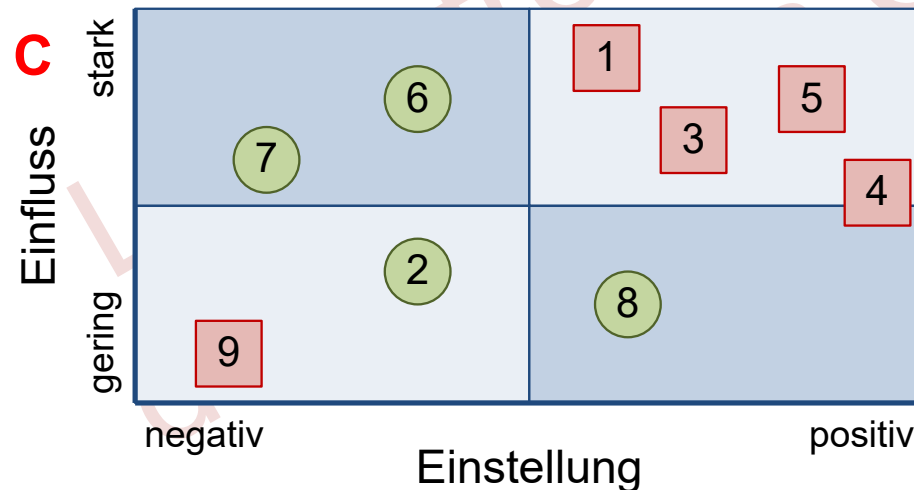 C
stark
Einfluss
gering
1
5
6
3
7
4
2
8
9
negativ
positiv
Einstellung